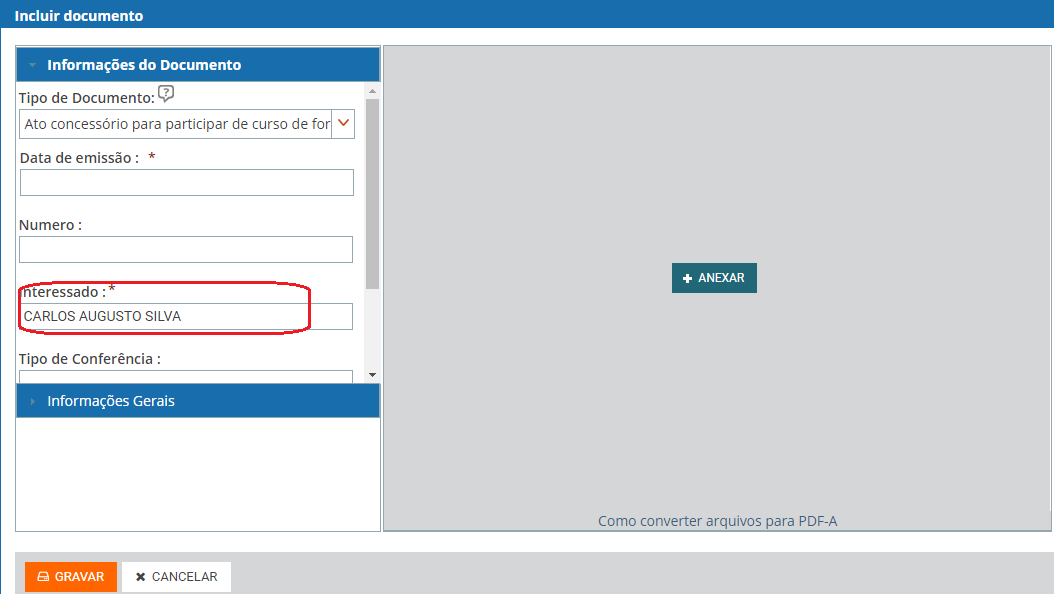 Incluir documento
Informações do Documento
Tipo de Documento: ?
Ato concessório para participar de curso de for
Data de emissão : *
Numero :
Interessado : *
CARLOS AUGUSTO SILVA
Tipo de Conferência :
Informações Gerais
ANEXAR
Como converter arquivos para PDF-A
GRAVAR
CANCELAR